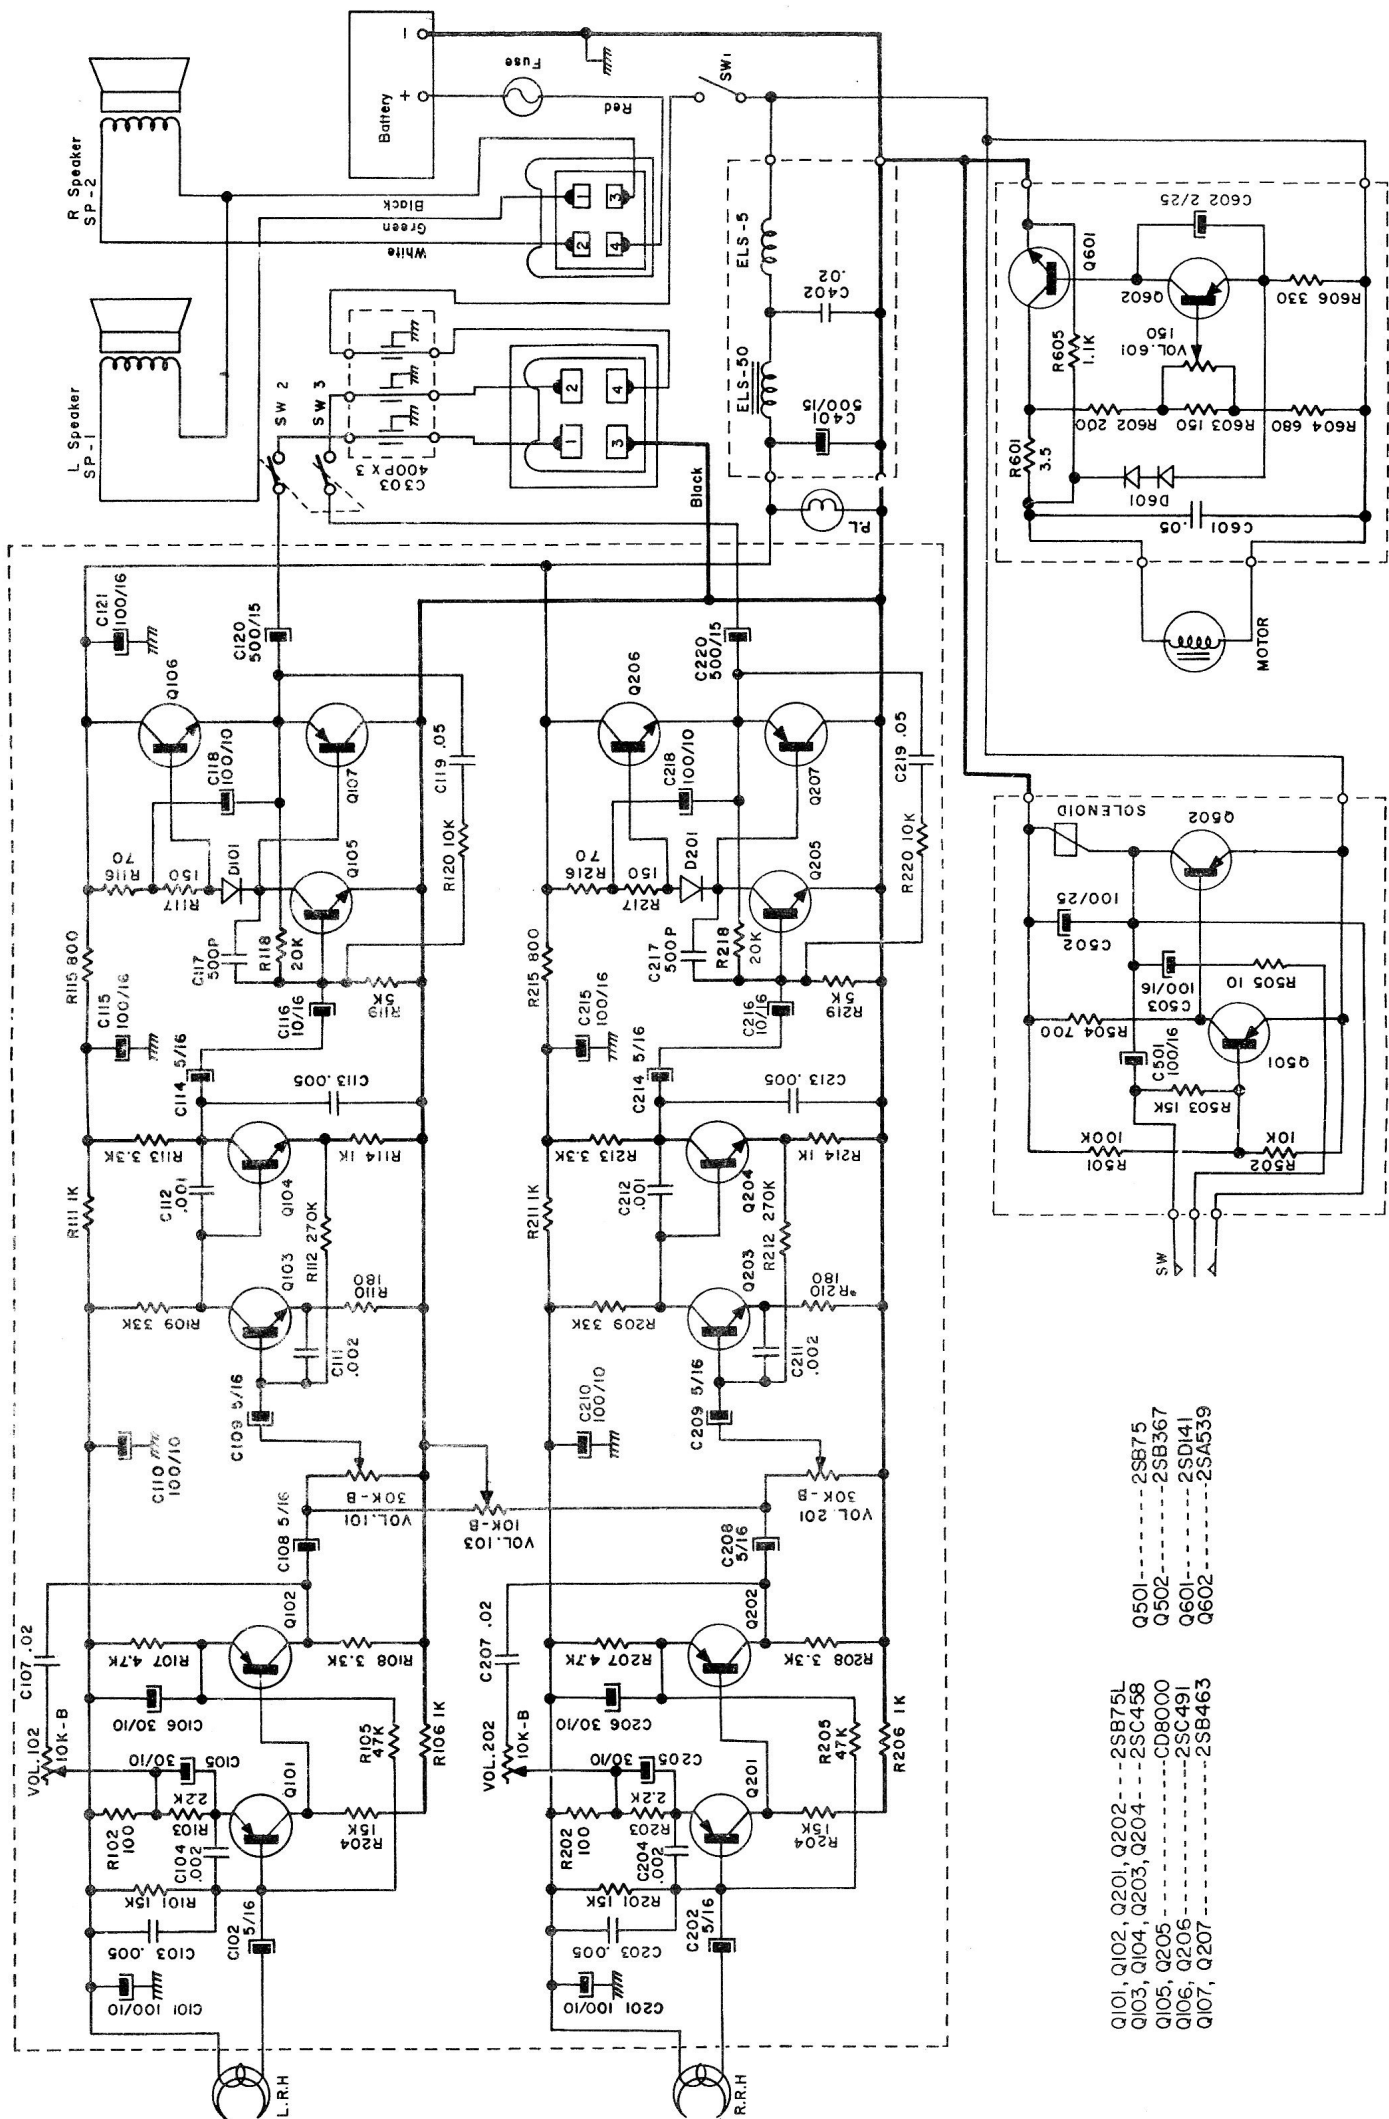 L.R.H
C101 100/10
C103 .005
R101
15K
C102
5/16
C104
.002
R102
100
R103
2.2K
C105
30/10
VOL.102
10K-B
Q101
R204
15K
R105
47K
R106 1K
C106 30/10
C107 .02
R107 4.7K
Q102
R108 3.3K
C108 5/16
VOL.101
30K-B
VOL.103
10K-B
C110
100/10
C109 5/16
C111
.002
R109 33K
Q103
R110
180
R112 270K
R111 1K
C112
.001
Q104
R113 3.3K
R114 1K
C113 .005
C114 5/16
C115
100/16
R115 800
C116
10/16
R119
5K
C117
500P
R118
20K
R116
70
R117
150
D101
Q105
C118
100/10
Q106
Q107
R120 10K
C119 .05
C121
100/16
C120
500/15
R.R.H
C201 100/10
C203 .005
R201 15K
C202
5/16
C204
.002
R202
100
R203
2.2K
C205
30/10
VOL.202
10K-B
Q201
R204
15K
R205
47K
R206 1K
C206 30/10
C207 .02
R207 4.7K
Q202
R208 3.3K
C208
5/16
VOL.201
30K-B
C210
100/10
C209 5/16
C211
.002
R209 33K
Q203
R210
180
R212 270K
R211 1K
C212
.001
Q204
R213 3.3K
R214 1K
C213 .005
C214 5/16
C215
100/16
R215 800
C216
10/16
R219
5K
C217
500P
R218
20K
R216
70
R217
150
D201
Q205
C218
100/10
Q206
Q207
R220 10K
C219 .05
C220
500/15
L Speaker
SP-1
R Speaker
SP-2
SW 2
SW 3
C303
400P x 3
1
2
3
4
Black
White
Green
Black
1
2
3
4
Battery
+
-
Fuse
Red
SW1
P.L
C401
500/15
ELS-50
C402
.02
ELS-5
MOTOR
C601 .05
R601
3.5
D601
R605
1.1K
R602 200
R603 150
R604 680
VOL.601
150
Q602
Q601
C602 2/25
R606 330
SW
R501
100K
R502
10K
R503 15K
C501
100/16
Q501
R504 700
C503
100/16
R505 10
C502
100/25
SOLENOID
Q502
Q101, Q102, Q201, Q202---2SB75L
Q103, Q104, Q203, Q204---2SC458
Q105, Q205----------CD8000
Q106, Q206----------2SC491
Q107, Q207----------2SB463
Q501--------2SB75
Q502--------2SB367
Q601--------2SD141
Q602--------2SA539